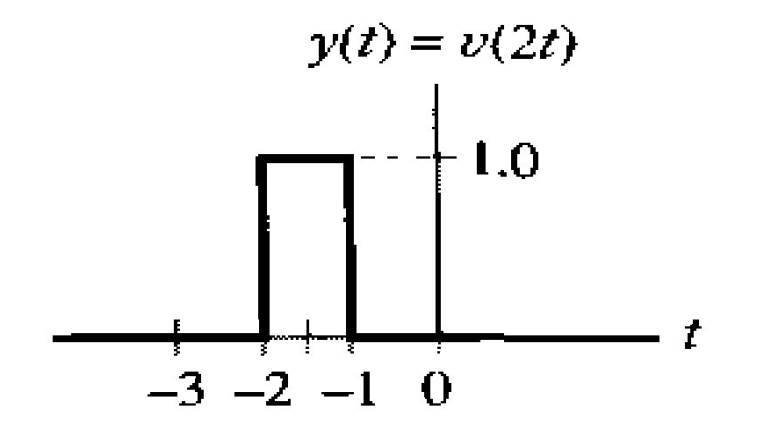 y(t) = v(2t)
1.0
t
−3 −2 −1 0